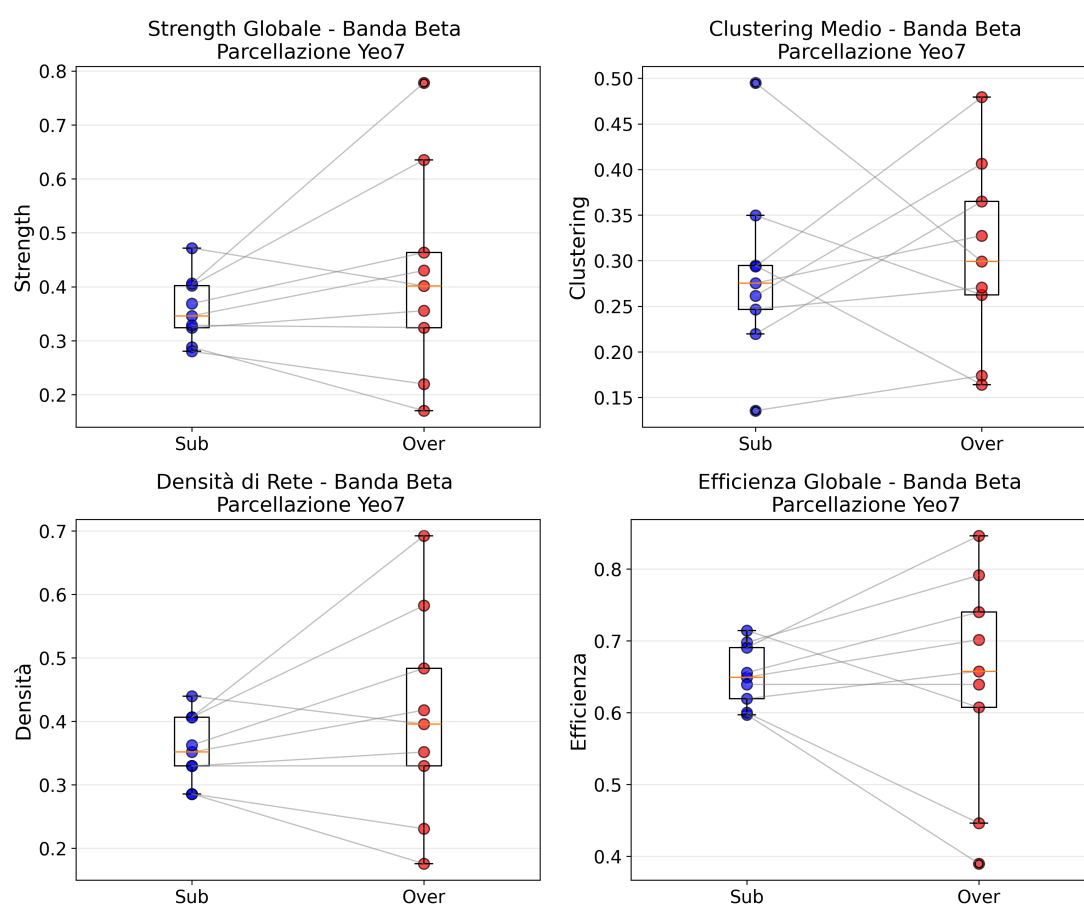 Strength Globale - Banda Beta
Parcellazione Yeo7
0.8
0.7
0.6
0.5
0.4
0.3
0.2
Strength
Sub
Over
Clustering Medio - Banda Beta
Parcellazione Yeo7
0.50
0.45
0.40
0.35
0.30
0.25
0.20
0.15
Clustering
Sub
Over
Densità di Rete - Banda Beta
Parcellazione Yeo7
0.7
0.6
0.5
0.4
0.3
0.2
Densità
Sub
Over
Efficienza Globale - Banda Beta
Parcellazione Yeo7
0.8
0.7
0.6
0.5
0.4
Efficienza
Sub
Over